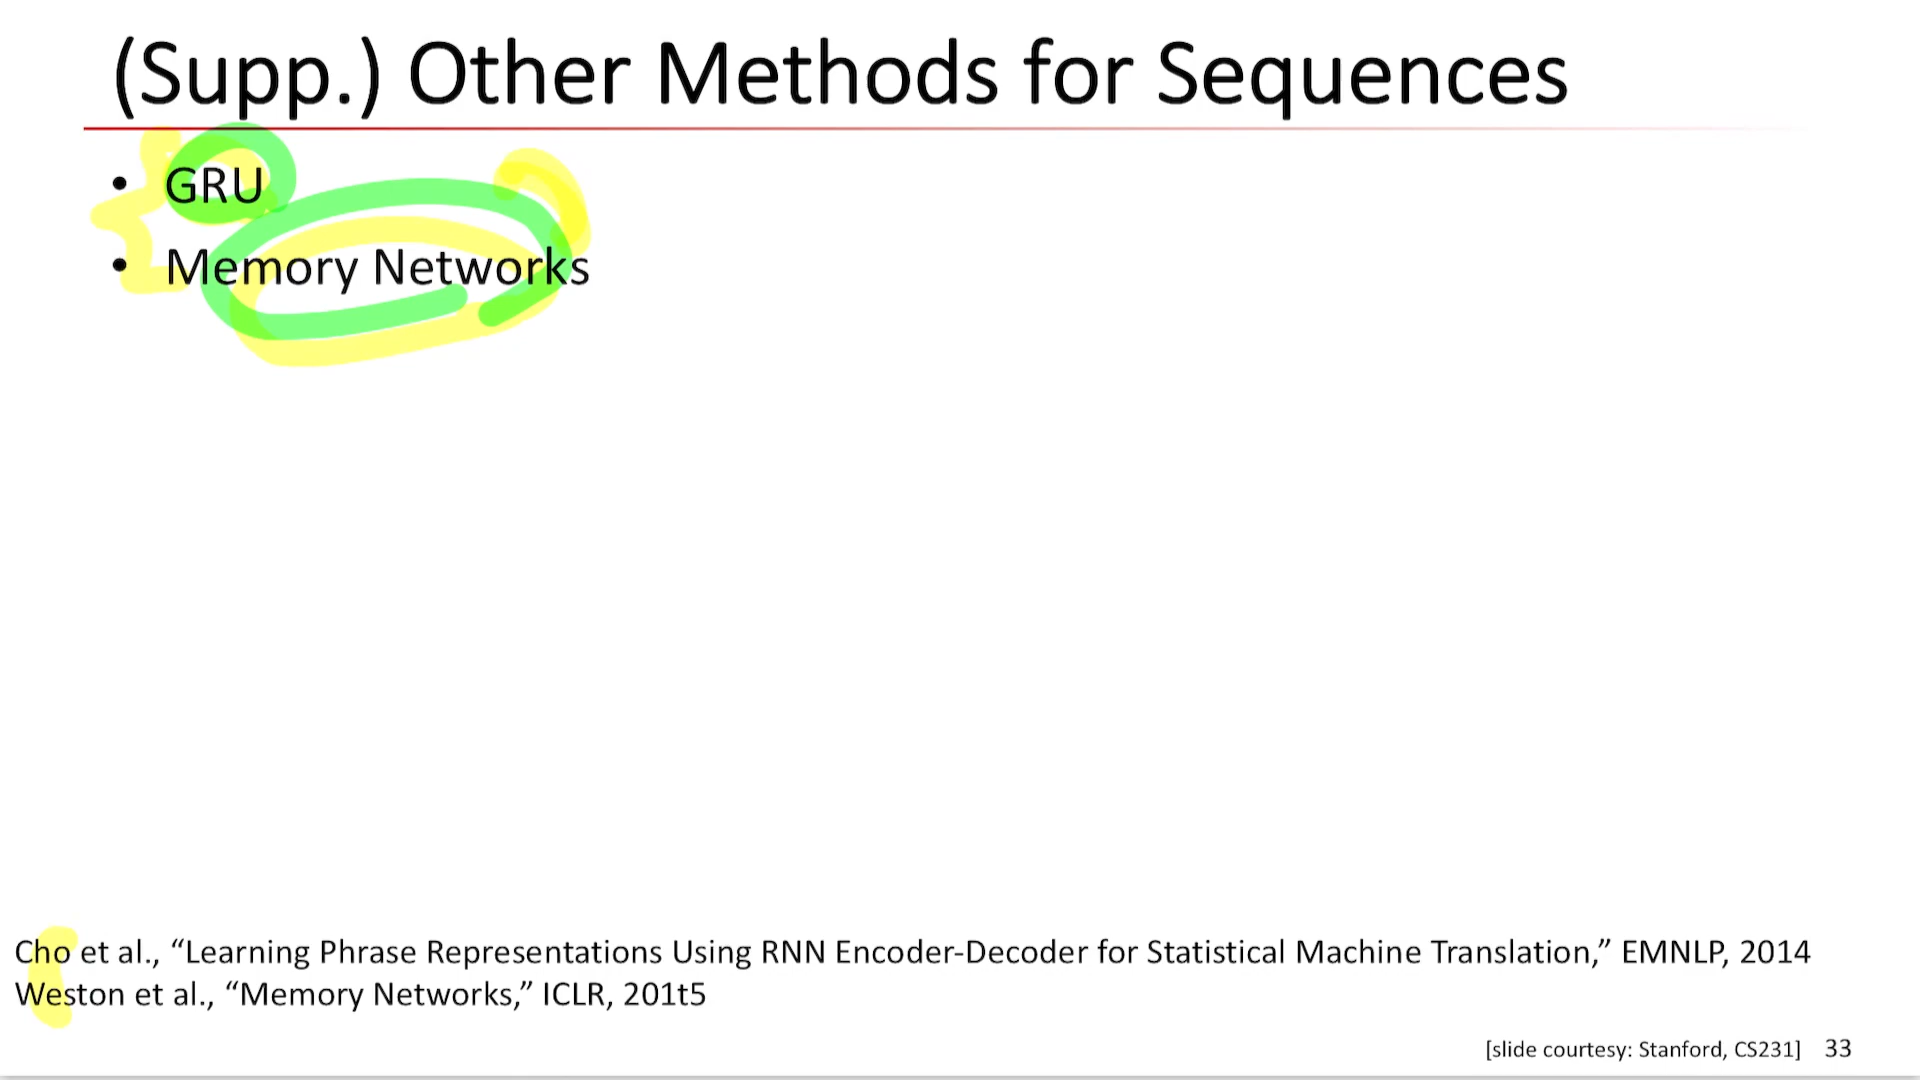 (Supp.) Other Methods for Sequences
• GRU
• Memory Networks
Cho et al., “Learning Phrase Representations Using RNN Encoder-Decoder for Statistical Machine Translation,” EMNLP, 2014
Weston et al., “Memory Networks,” ICLR, 201t5
[slide courtesy: Stanford, CS231] 33